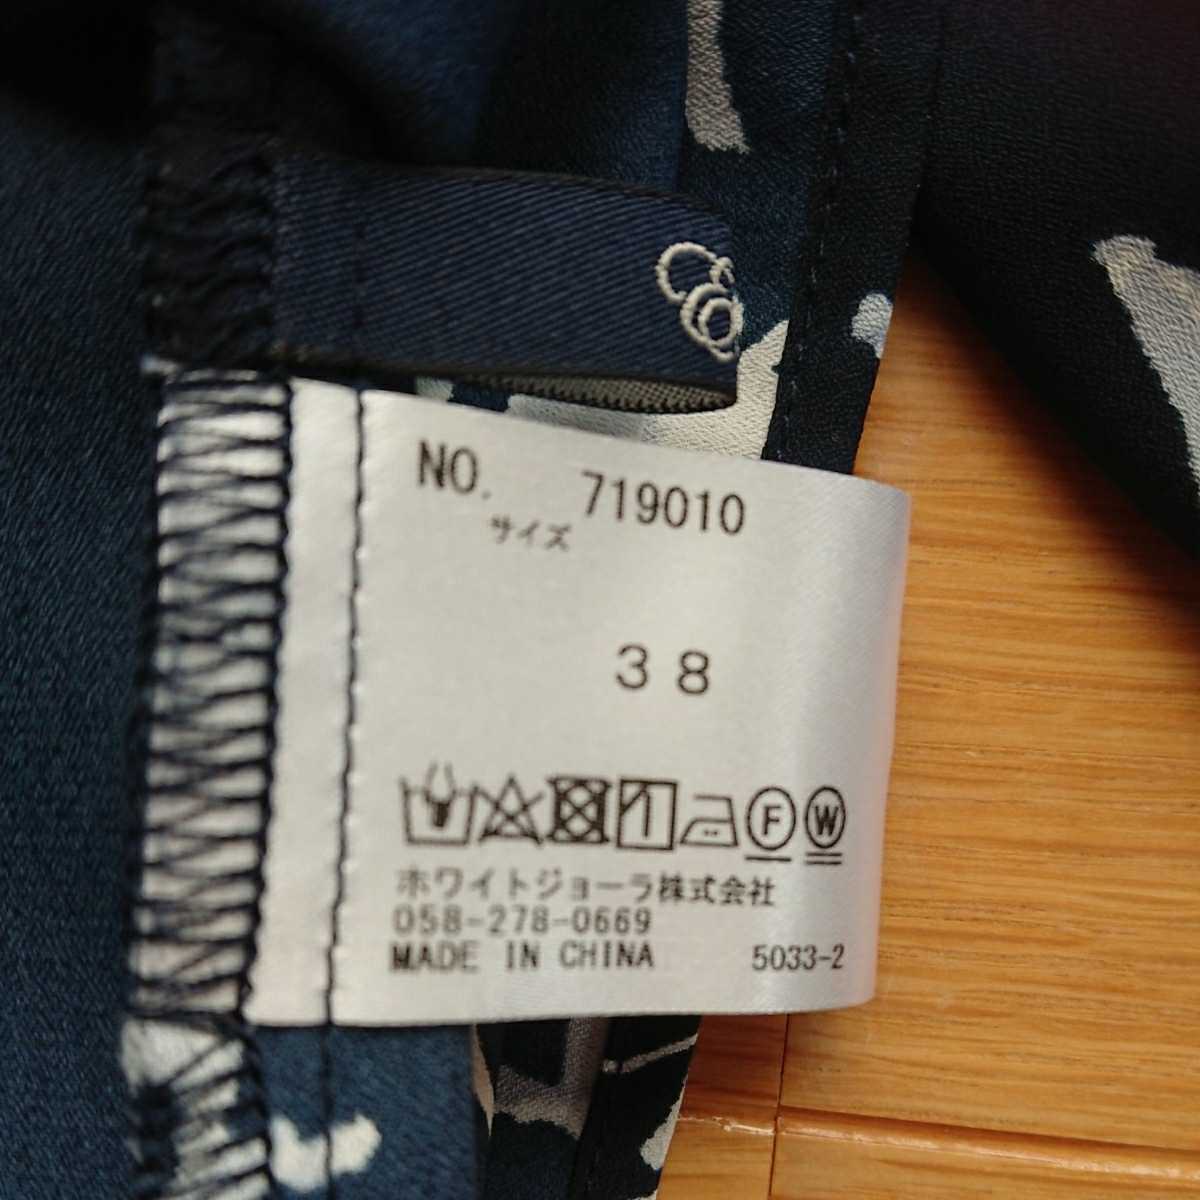 NO. 719010
サイズ
38
F W
ホワイトジョーラ株式会社
058-278-0669
MADE IN CHINA 5033-2